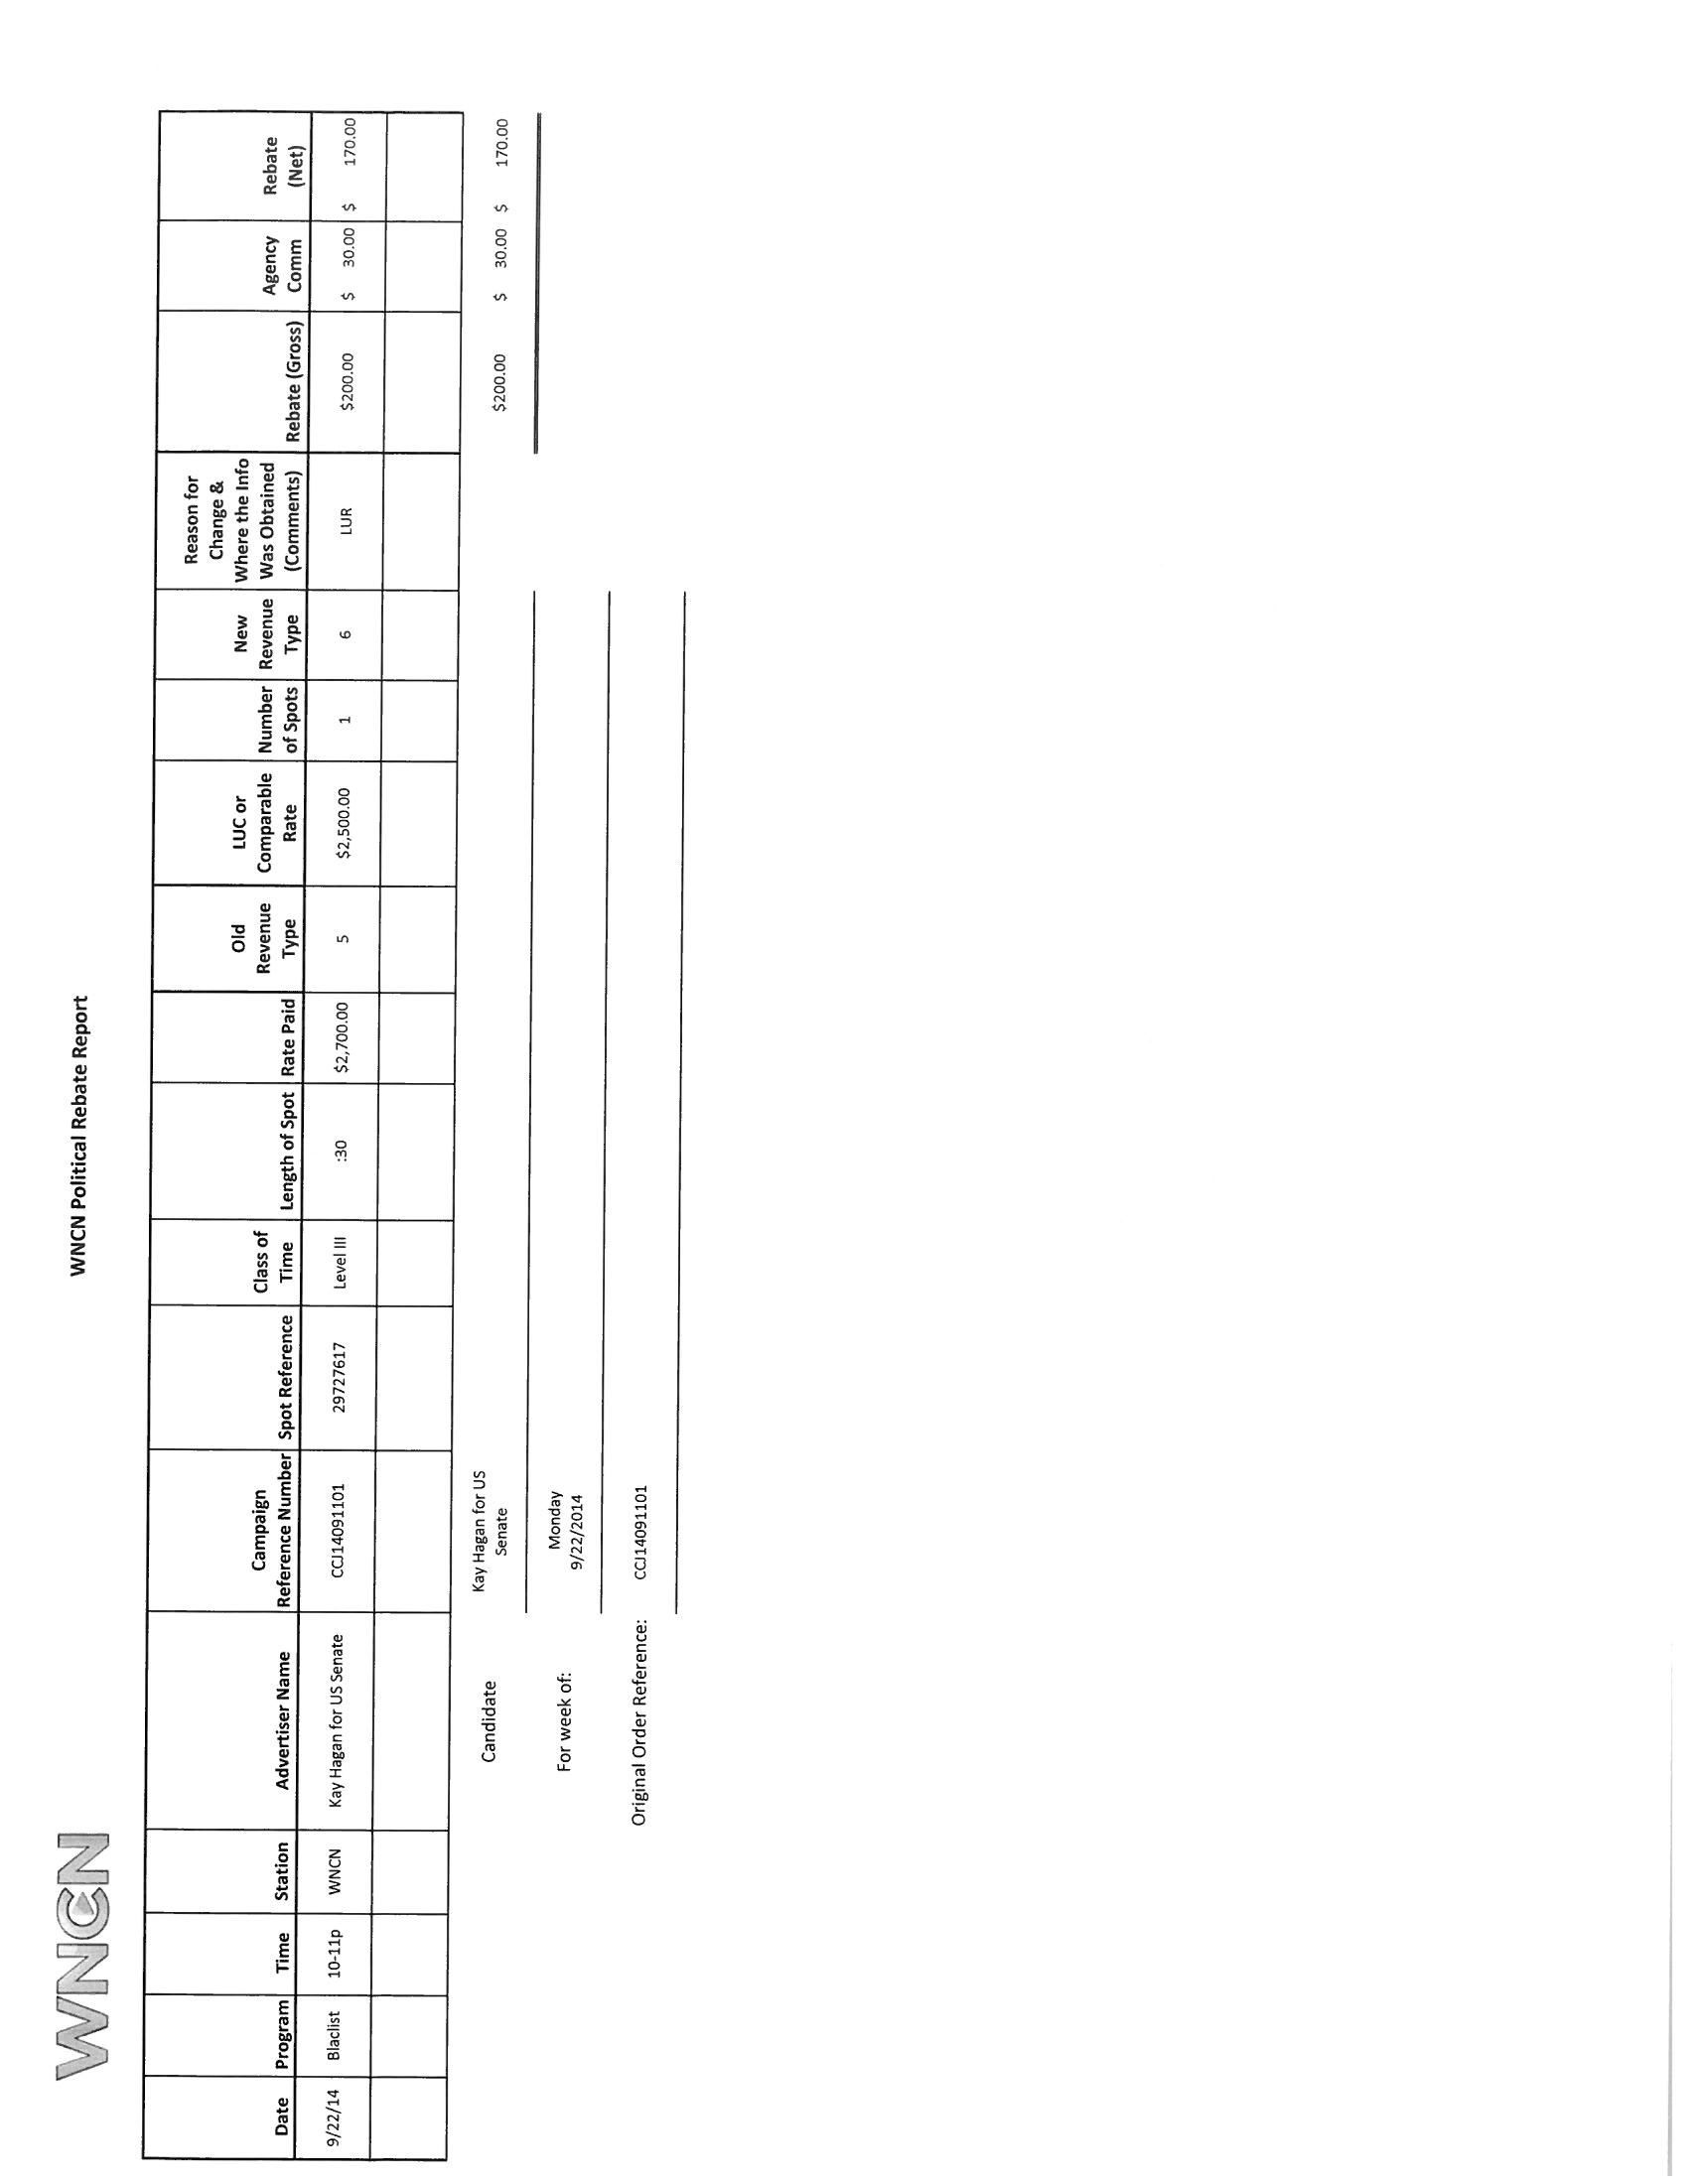 WNCN
WNCN Political Rebate Report
Date Program Time Station Advertiser Name Campaign Reference Number Spot Reference Class of Time Length of Spot Rate Paid Old Revenue Type LUC or Comparable Rate Number of Spots New Revenue Type Reason for Change & Where the Info Was Obtained (Comments) Rebate (Gross) Agency Comm Rebate (Net)
9/22/14 Blaclist 10-11p WNCN Kay Hagan for US Senate CCJ14091101 29727617 Level III :30 $2,700.00 5 $2,500.00 1 6 LUR $200.00 $ 30.00 $ 170.00
Candidate Kay Hagan for US Senate $200.00 $ 30.00 $ 170.00
For week of: Monday 9/22/2014
Original Order Reference: CCJ14091101